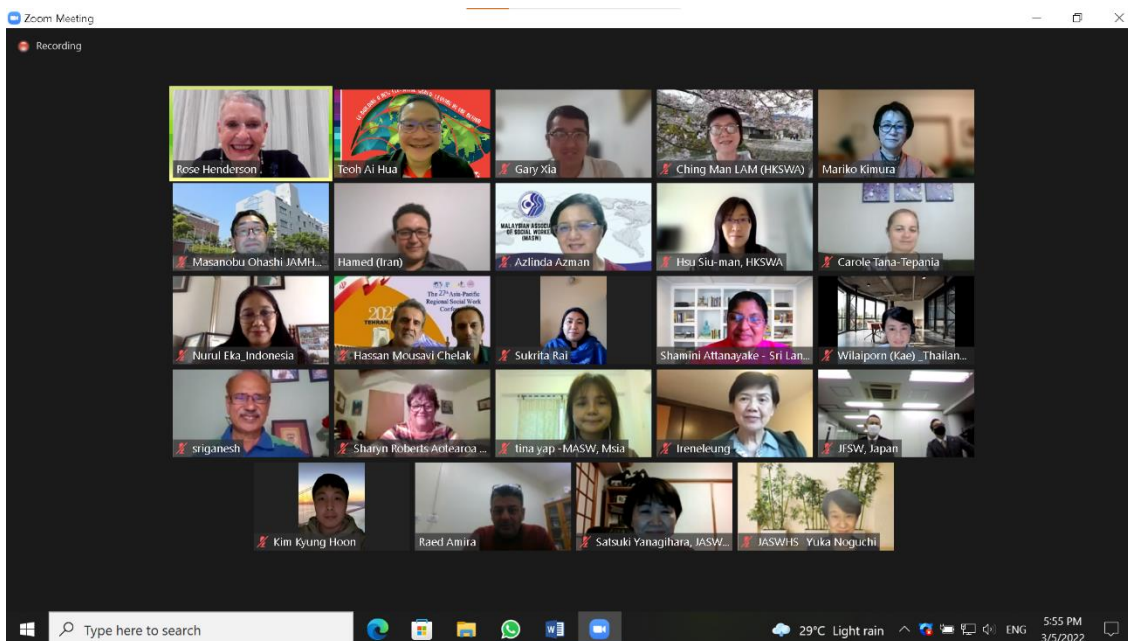 Zoom Meeting
Recording
Rose Henderson
Teoh Ai Hua
Gary Xia
Ching Man LAM (HKSWA)
Mariko Kimura
MALAYSIAN ASSOCIA
OF SOCIAL WORKE
(MASW)
Masanobu Ohashi JAMH...
Hamed (Iran)
Azlinda Azman
Hsu Siu-man, HKSWA
Carole Tana-Tepania
The 27th Asia-Pacific
Regional Social Work
TEHRAN,
Nurul Eka_Indonesia
Hassan Mousavi Chelak
Sukrita Rai
Shamini Attanayake - Sri Lan...
Wilaiporn (Kae) _Thailan...
sriganesh
Sharyn Roberts Aotearoa ...
tina yap -MASW, Msia
Ireneleung
JFSW, Japan
Kim Kyung Hoon
Raed Amira
Satsuki Yanagihara, JASW...
JASWHS Yuka Noguchi
Type here to search
29°C Light rain
ENG
5:55 PM
3/5/2022